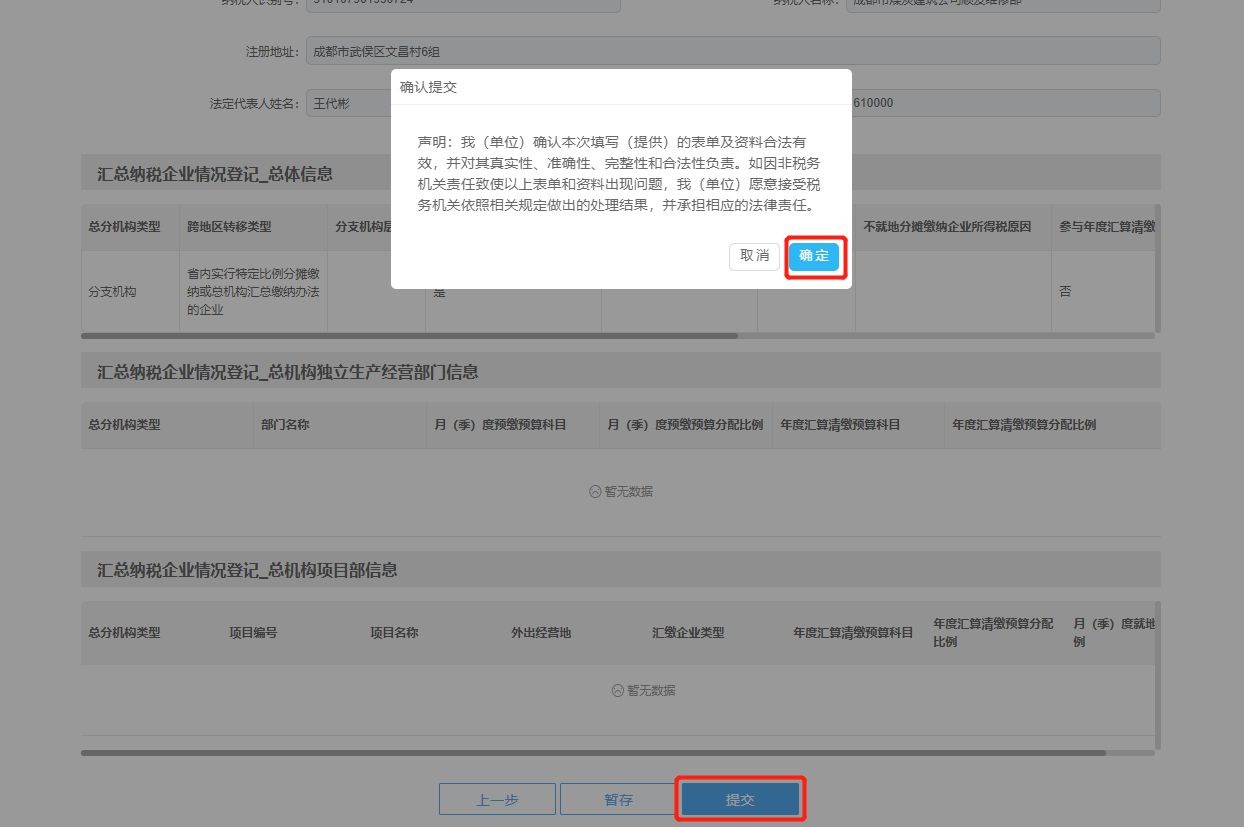 纳税人识别号：
纳税人名称：
注册地址： 成都市武侯区文昌村6组
确认提交
法定代表人姓名： 王代彬 610000
声明：我（单位）确认本次填写（提供）的表单及资料合法有
效，并对其真实性、准确性、完整性和合法性负责。如因非税务
机关责任致使以上表单和资料出现问题，我（单位）愿意接受税
务机关依照相关规定做出的处理结果，并承担相应的法律责任。
取消 确定
汇总纳税企业情况登记_总体信息
总分机构类型 跨地区转移类型 分支机构层 不就地分摊缴纳企业所得税原因 参与年度汇算清缴
分支机构 省内实行特定比例分摊缴
纳或总机构汇总缴纳办法
的企业
是 否
汇总纳税企业情况登记_总机构独立生产经营部门信息
总分机构类型 部门名称 月（季）度预缴预算科目 月（季）度预缴预算分配比例 年度汇算清缴预算科目 年度汇算清缴预算分配比例
暂无数据
汇总纳税企业情况登记_总机构项目部信息
总分机构类型 项目编号 项目名称 外出经营地 汇缴企业类型 年度汇算清缴预算科目 年度汇算清缴预算分配
比例 月（季）度就地
例
暂无数据
上一步 暂存 提交